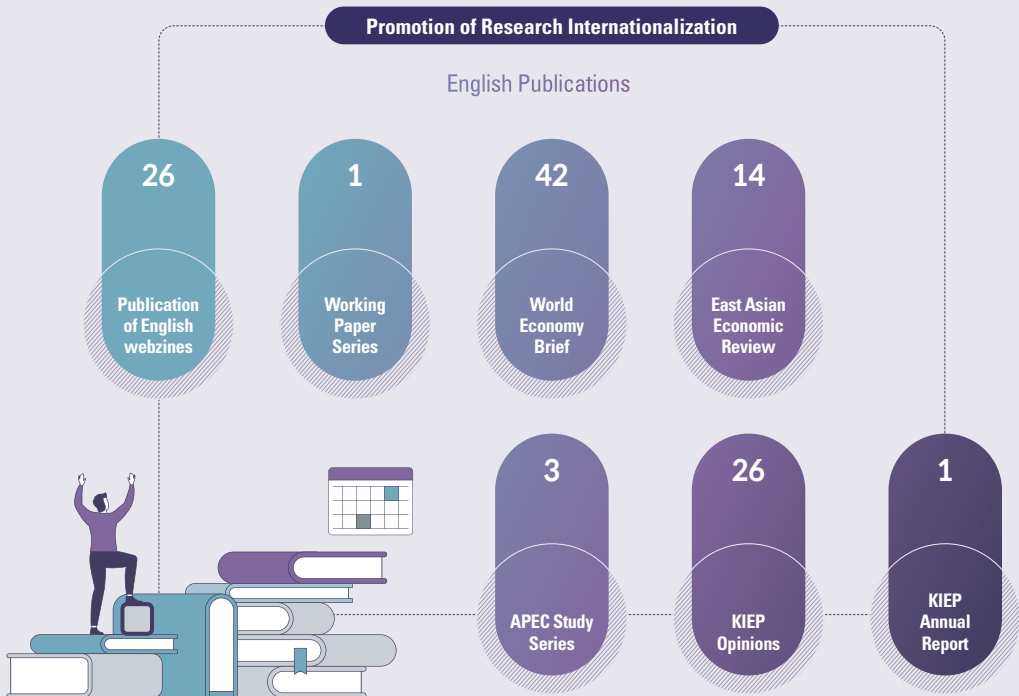 Promotion of Research Internationalization
English Publications
26
Publication
of English
webzines
1
Working
Paper
Series
42
World
Economy
Brief
14
East Asian
Economic
Review
3
APEC Study
Series
26
KIEP
Opinions
1
KIEP
Annual
Report